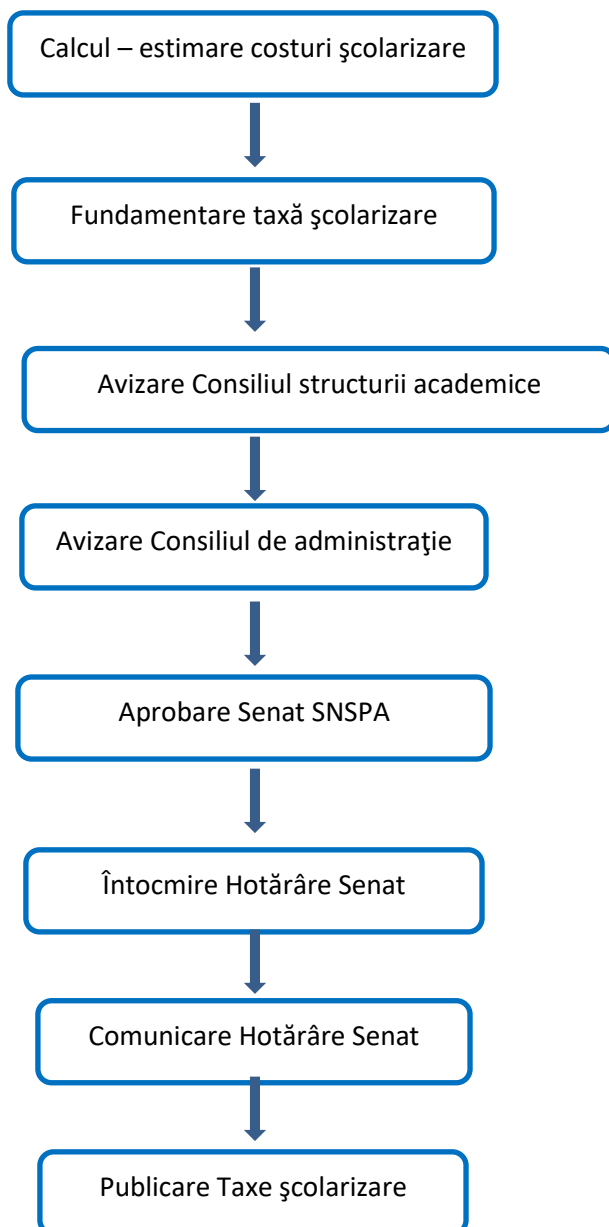 Calcul – estimare costuri şcolarizare
Fundamentare taxă şcolarizare
Avizare Consiliul structurii academice
Avizare Consiliul de administraţie
Aprobare Senat SNSPA
Întocmire Hotărâre Senat
Comunicare Hotărâre Senat
Publicare Taxe şcolarizare